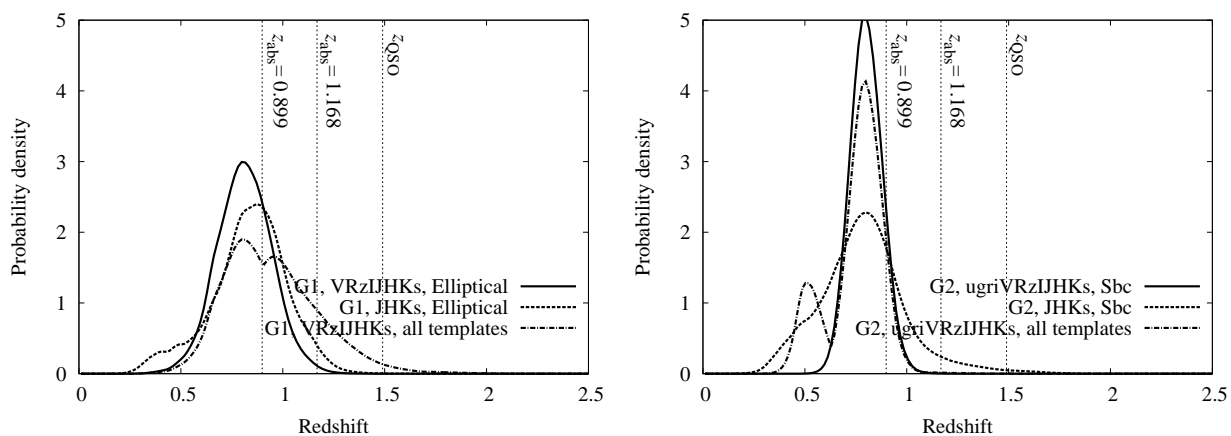 5
4
3
2
1
0
0
0.5
1
1.5
2
2.5
Probability density
Redshift
z_abs = 0.899
z_abs = 1.168
z_QSO
G1, VRzIJHKs, Elliptical
G1, JHKs, Elliptical
G1, VRzIJHKs, all templates
5
4
3
2
1
0
0
0.5
1
1.5
2
2.5
Probability density
Redshift
z_abs = 0.899
z_abs = 1.168
z_QSO
G2, ugriVRzIJHKs, Sbc
G2, JHKs, Sbc
G2, ugriVRzIJHKs, all templates